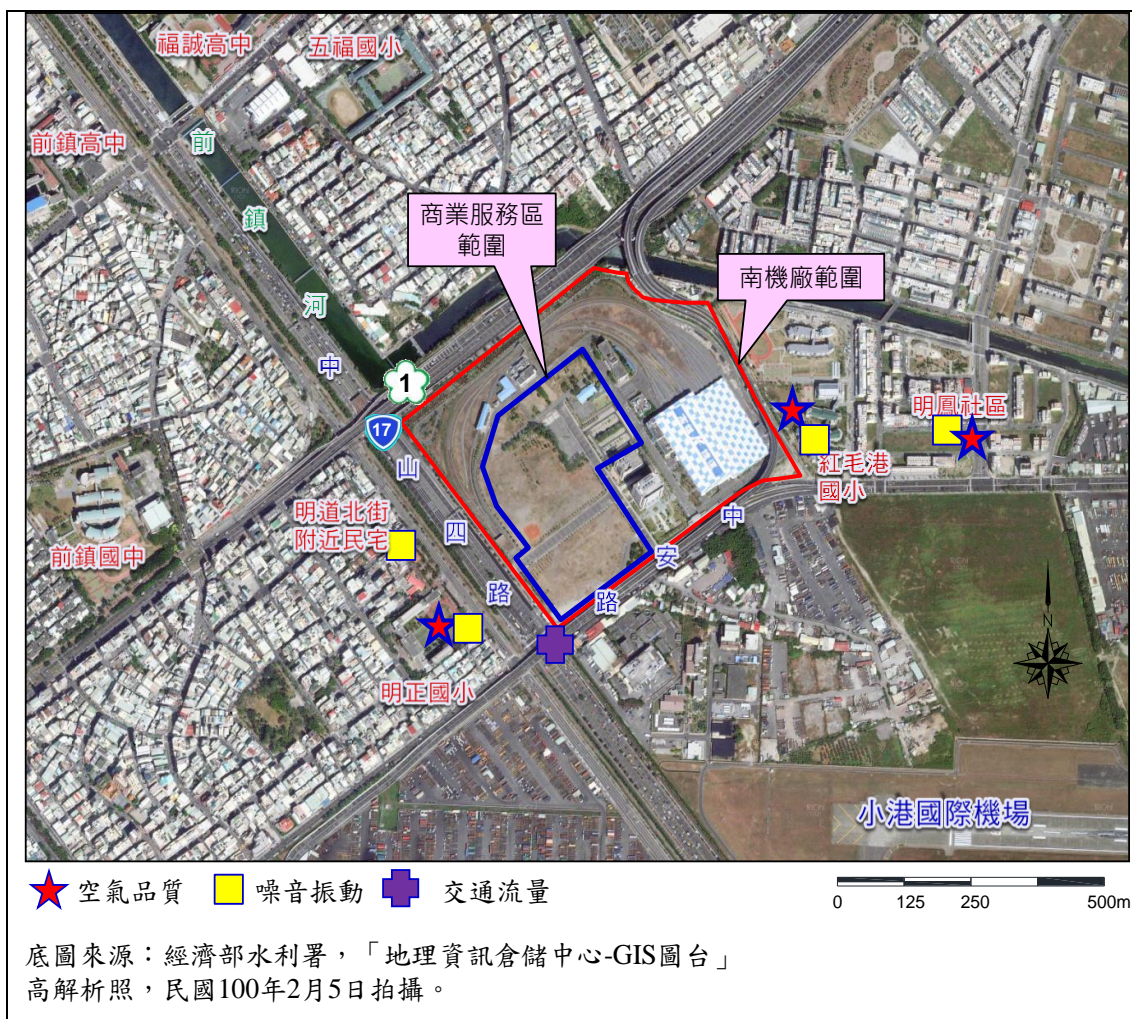 福誠高中
五福國小
前鎮高中
前
鎮
河
商業服務區
範圍
南機廠範圍
1
17
中
山
四
路
明鳳社區
紅毛港
國小
明道北街
附近民宅
前鎮國中
中
安
路
明正國小
N
小港國際機場
空氣品質
噪音振動
交通流量
0 125 250 500m
底圖來源：經濟部水利署，「地理資訊倉儲中心-GIS圖台」
高解析照，民國100年2月5日拍攝。